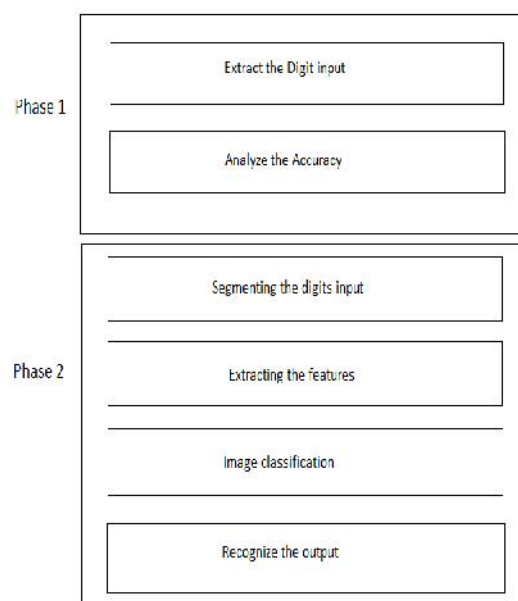 Extract the Digit input
Phase 1
Analyze the Accuracy
Segmenting the digits input
Phase 2
Extracting the features
Image classification
Recognize the output